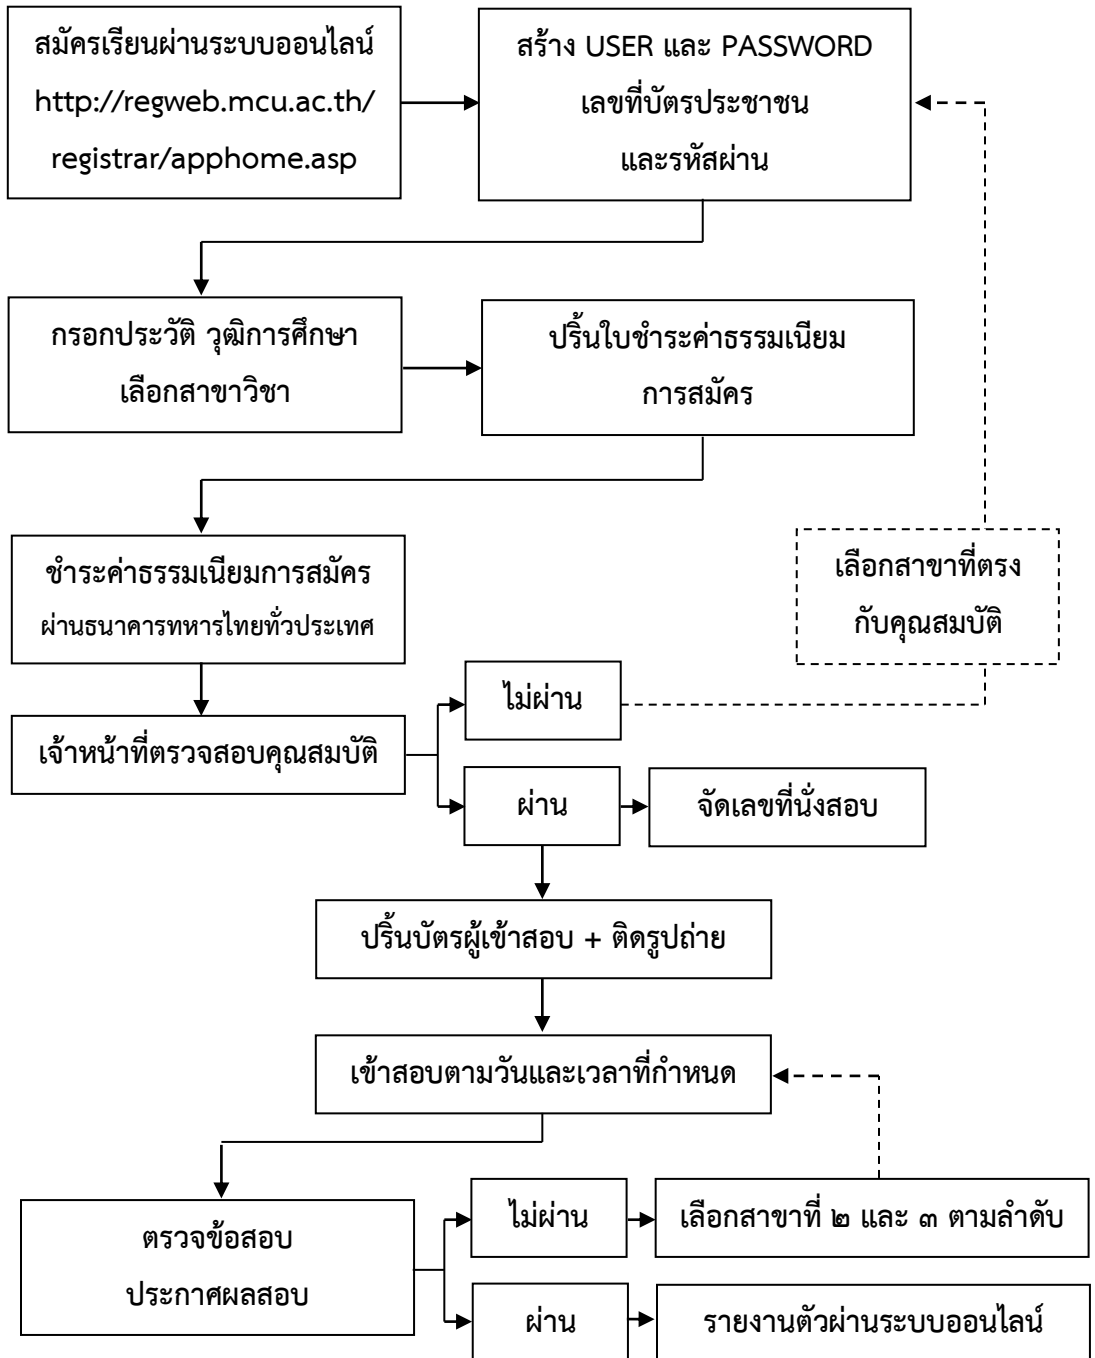 สมัครเรียนผ่านระบบออนไลน์
http://regweb.mcu.ac.th/
registrar/apphome.asp
สร้าง USER และ PASSWORD
เลขที่บัตรประชาชน
และรหัสผ่าน
กรอกประวัติ วุฒิการศึกษา
เลือกสาขาวิชา
ปริ้นใบชำระค่าธรรมเนียม
การสมัคร
ชำระค่าธรรมเนียมการสมัคร
ผ่านธนาคารทหารไทยทั่วประเทศ
เลือกสาขาที่ตรง
กับคุณสมบัติ
เจ้าหน้าที่ตรวจสอบคุณสมบัติ
ไม่ผ่าน
ผ่าน
จัดเลขที่นั่งสอบ
ปริ้นบัตรผู้เข้าสอบ + ติดรูปถ่าย
เข้าสอบตามวันและเวลาที่กำหนด
ตรวจข้อสอบ
ประกาศผลสอบ
ไม่ผ่าน
เลือกสาขาที่ ๒ และ ๓ ตามลำดับ
ผ่าน
รายงานตัวผ่านระบบออนไลน์